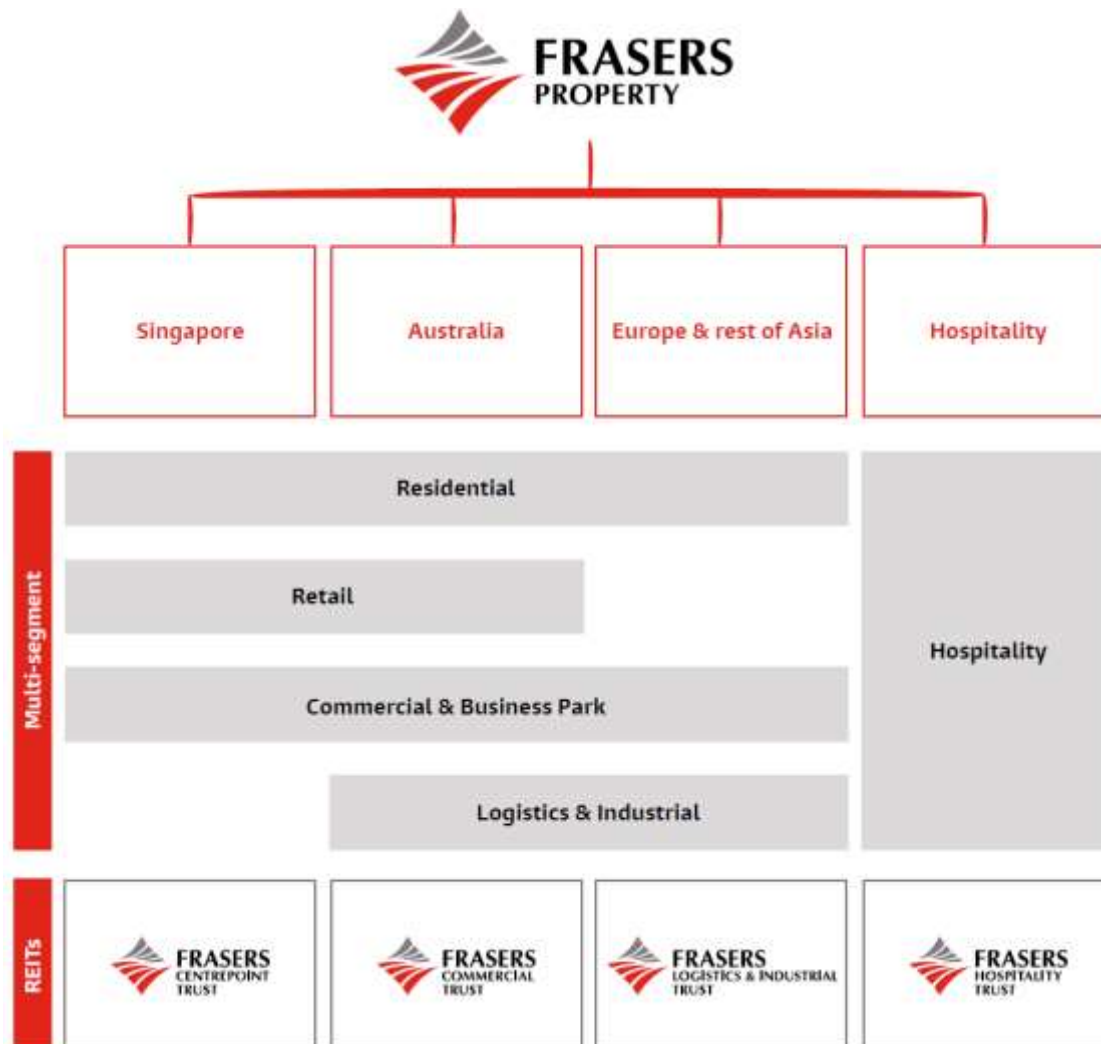 FRASERS
PROPERTY
Singapore
Australia
Europe & rest of Asia
Hospitality
Multi-segment
Residential
Retail
Commercial & Business Park
Logistics & Industrial
Hospitality
REITs
FRASERS
CENTREPOINT
TRUST
FRASERS
COMMERCIAL
TRUST
FRASERS
LOGISTICS & INDUSTRIAL
TRUST
FRASERS
HOSPITALITY
TRUST